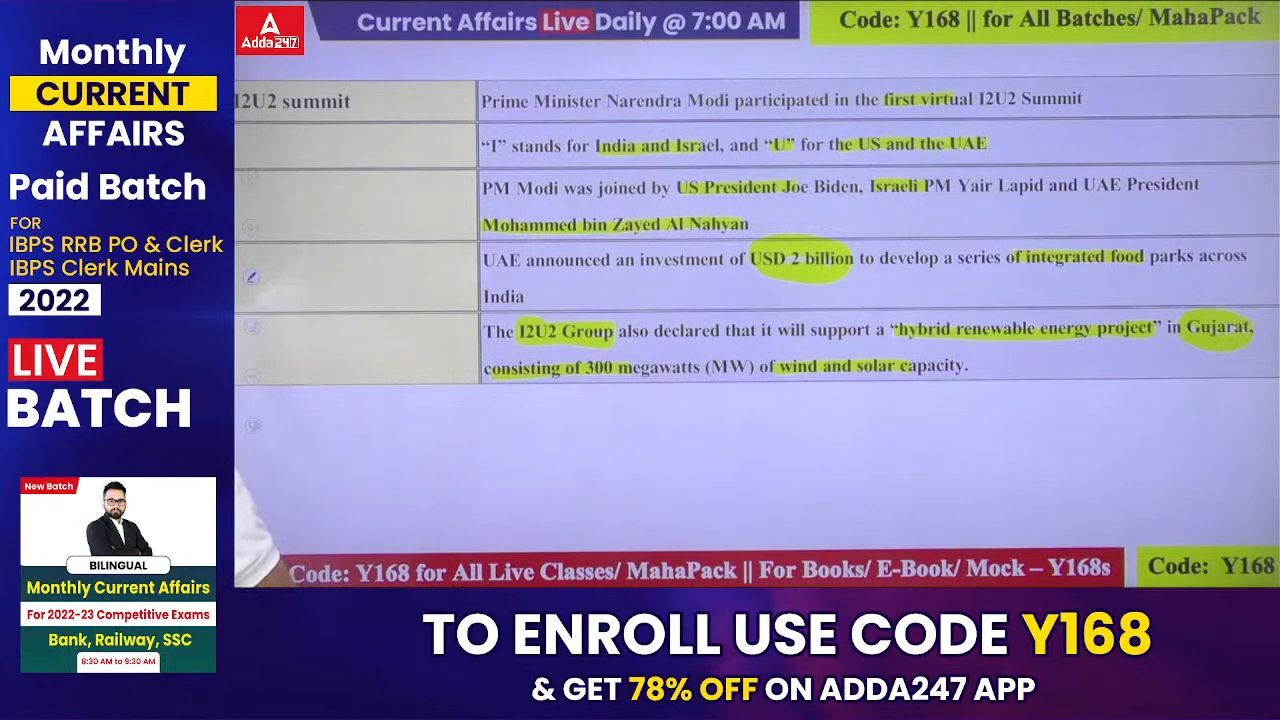 Monthly
CURRENT
AFFAIRS
Paid Batch
FOR
IBPS RRB PO & Clerk
IBPS Clerk Mains
2022
LIVE
BATCH
New Batch
BILINGUAL
Monthly Current Affairs
For 2022-23 Competitive Exams
Bank, Railway, SSC
8:30 AM to 9:30 AM
Adda247
Current Affairs Live Daily @ 7:00 AM
Code: Y168 || for All Batches/ MahaPack
I2U2 summit
Prime Minister Narendra Modi participated in the first virtual I2U2 Summit
“I” stands for India and Israel, and “U” for the US and the UAE
PM Modi was joined by US President Joe Biden, Israeli PM Yair Lapid and UAE President
Mohammed bin Zayed Al Nahyan
UAE announced an investment of USD 2 billion to develop a series of integrated food parks across
India
The I2U2 Group also declared that it will support a “hybrid renewable energy project” in Gujarat,
consisting of 300 megawatts (MW) of wind and solar capacity.
Code: Y168 for All Live Classes/ MahaPack || For Books/ E-Book/ Mock – Y168s
Code: Y168
TO ENROLL USE CODE Y168
& GET 78% OFF ON ADDA247 APP